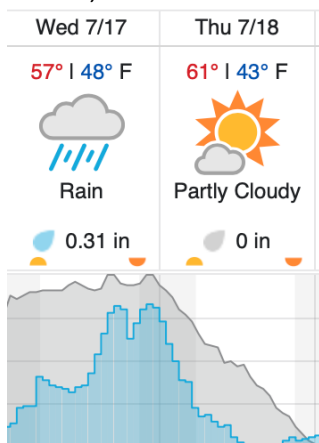 Wed 7/17
Thu 7/18
57° | 48° F
61° | 43° F
Rain
Partly Cloudy
0.31 in
0 in